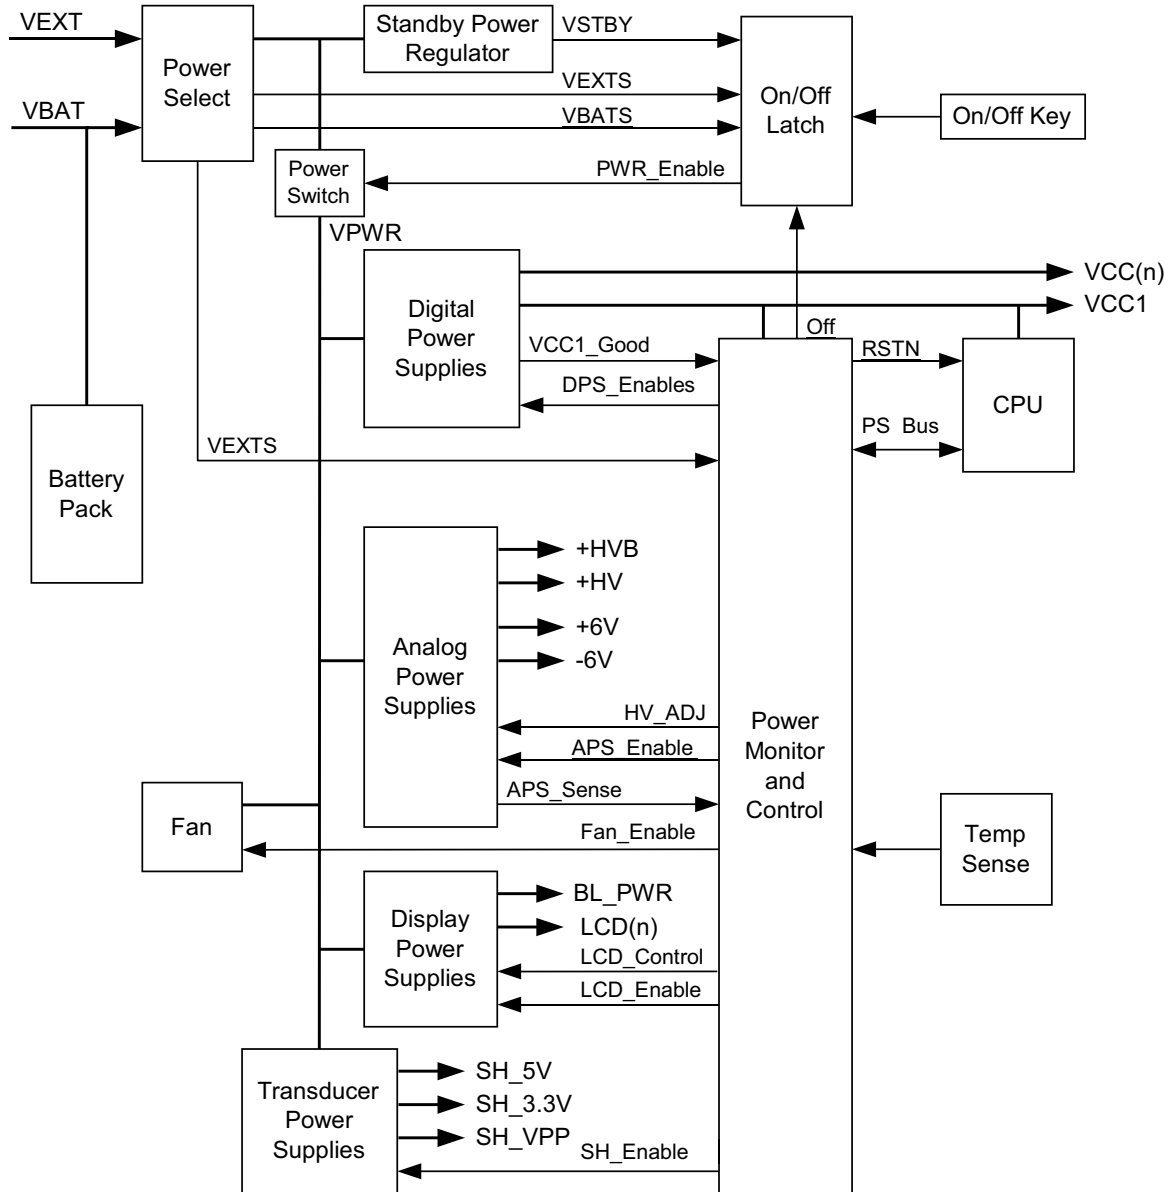 VEXT
Power
Select
Standby Power
Regulator
VSTBY
VEXTS
VBATS
On/Off
Latch
On/Off Key
VBAT
Power
Switch
PWR_Enable
VPWR
Digital
Power
Supplies
VCC(n)
VCC1
VCC1_Good
DPS_Enables
Off
RSTN
PS Bus
CPU
VEXTS
Battery
Pack
Analog
Power
Supplies
+HVB
+HV
+6V
-6V
HV_ADJ
APS_Enable
APS_Sense
Power
Monitor
and
Control
Fan
Fan_Enable
Temp
Sense
Display
Power
Supplies
BL_PWR
LCD(n)
LCD_Control
LCD_Enable
Transducer
Power
Supplies
SH_5V
SH_3.3V
SH_VPP
SH_Enable